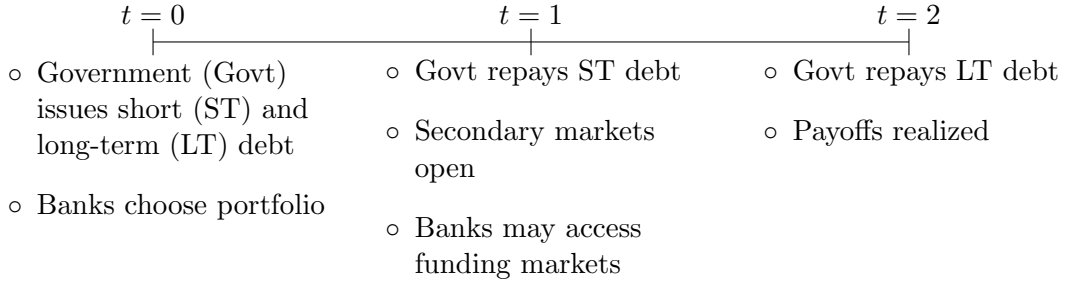 t = 0
t = 1
t = 2
◦ Government (Govt)
issues short (ST) and
long-term (LT) debt
◦ Banks choose portfolio
◦ Govt repays ST debt
◦ Secondary markets
open
◦ Banks may access
funding markets
◦ Govt repays LT debt
◦ Payoffs realized